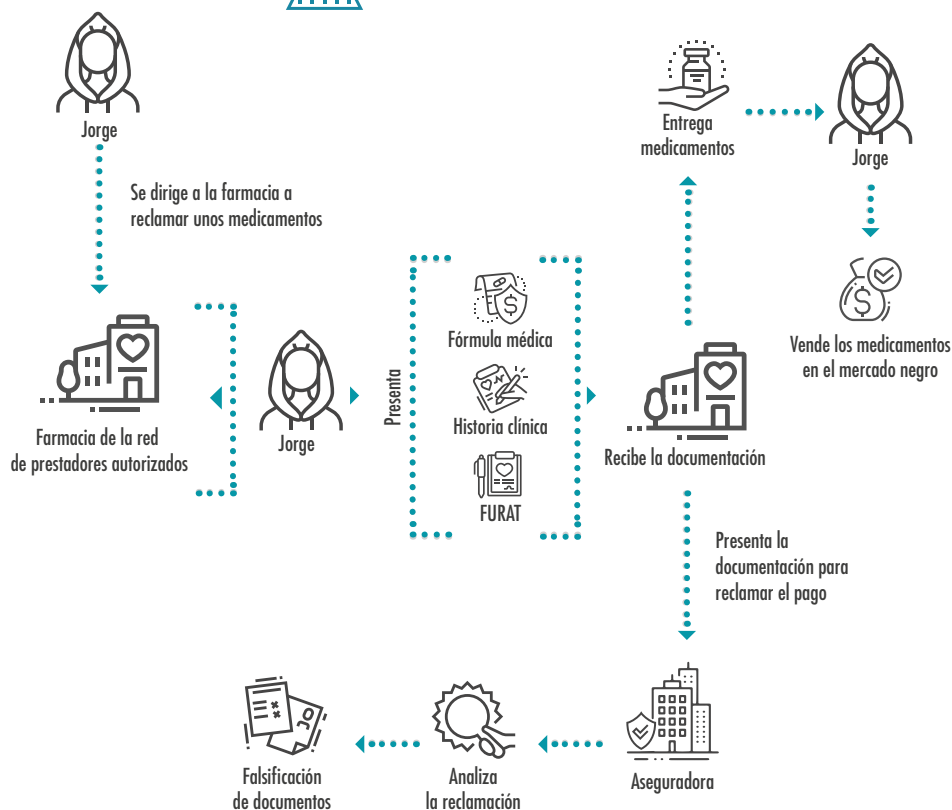 Jorge
Se dirige a la farmacia a
reclamar unos medicamentos
Farmacia de la red
de prestadores autorizados
Jorge
Presenta
Fórmula médica
Historia clínica
FURAT
Recibe la documentación
Entrega
medicamentos
Jorge
Vende los medicamentos
en el mercado negro
Presenta la
documentación para
reclamar el pago
Aseguradora
Analiza
la reclamación
Falsificación
de documentos